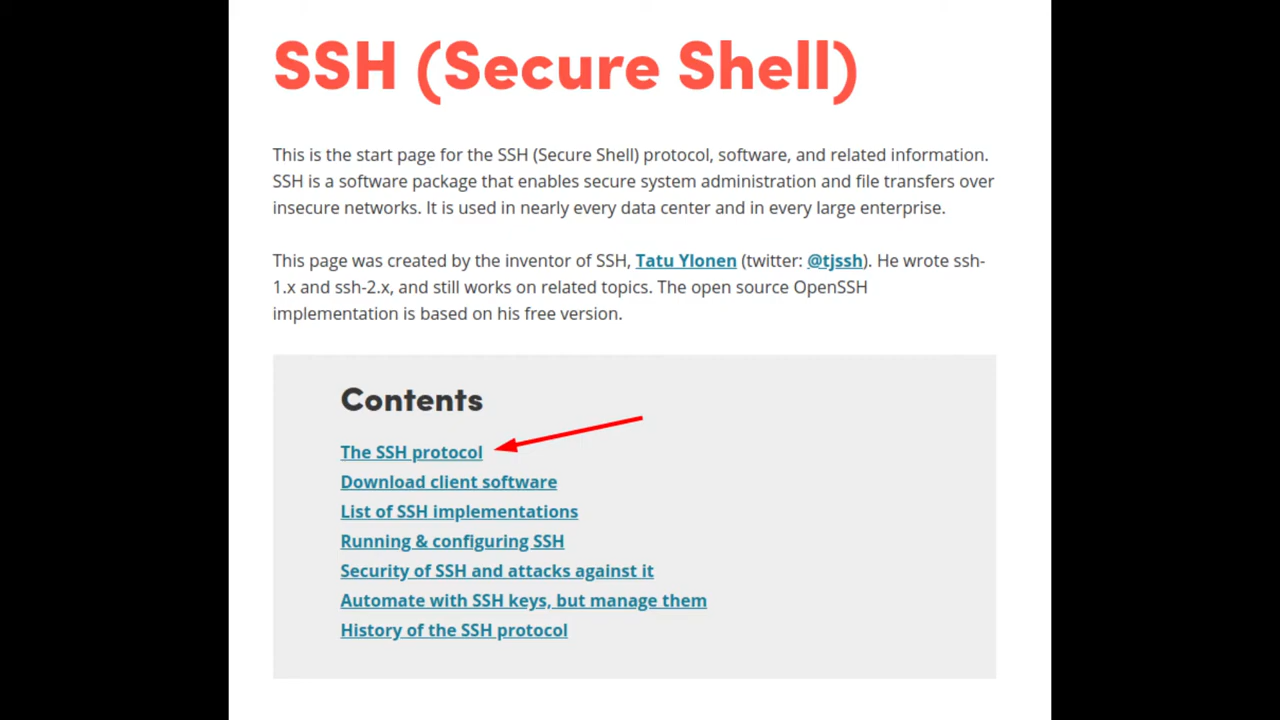 SSH (Secure Shell)
This is the start page for the SSH (Secure Shell) protocol, software, and related information.
SSH is a software package that enables secure system administration and file transfers over
insecure networks. It is used in nearly every data center and in every large enterprise.
This page was created by the inventor of SSH, Tatu Ylonen (twitter: @tjssh). He wrote ssh-
1.x and ssh-2.x, and still works on related topics. The open source OpenSSH
implementation is based on his free version.
Contents
The SSH protocol
Download client software
List of SSH implementations
Running & configuring SSH
Security of SSH and attacks against it
Automate with SSH keys, but manage them
History of the SSH protocol